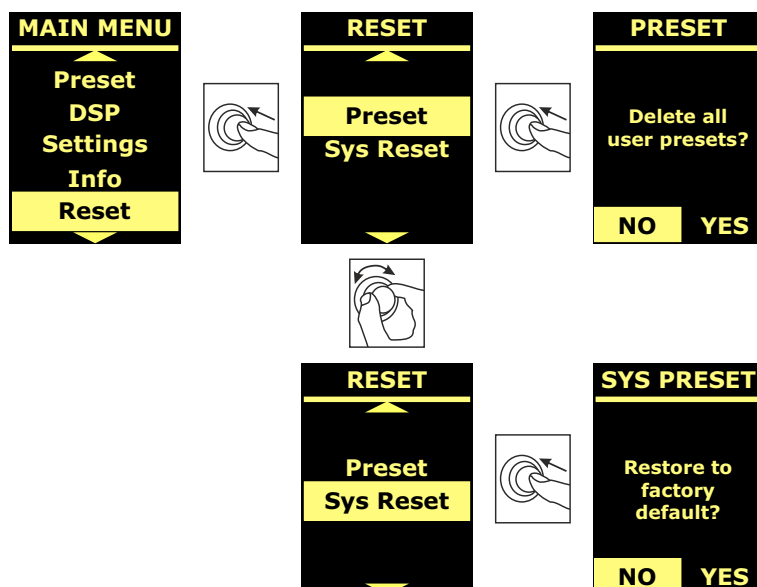 MAIN MENU
Preset
DSP
Settings
Info
Reset
RESET
Preset
Sys Reset
PRESET
Delete all
user presets?
NO YES
RESET
Preset
Sys Reset
SYS PRESET
Restore to
factory
default?
NO YES